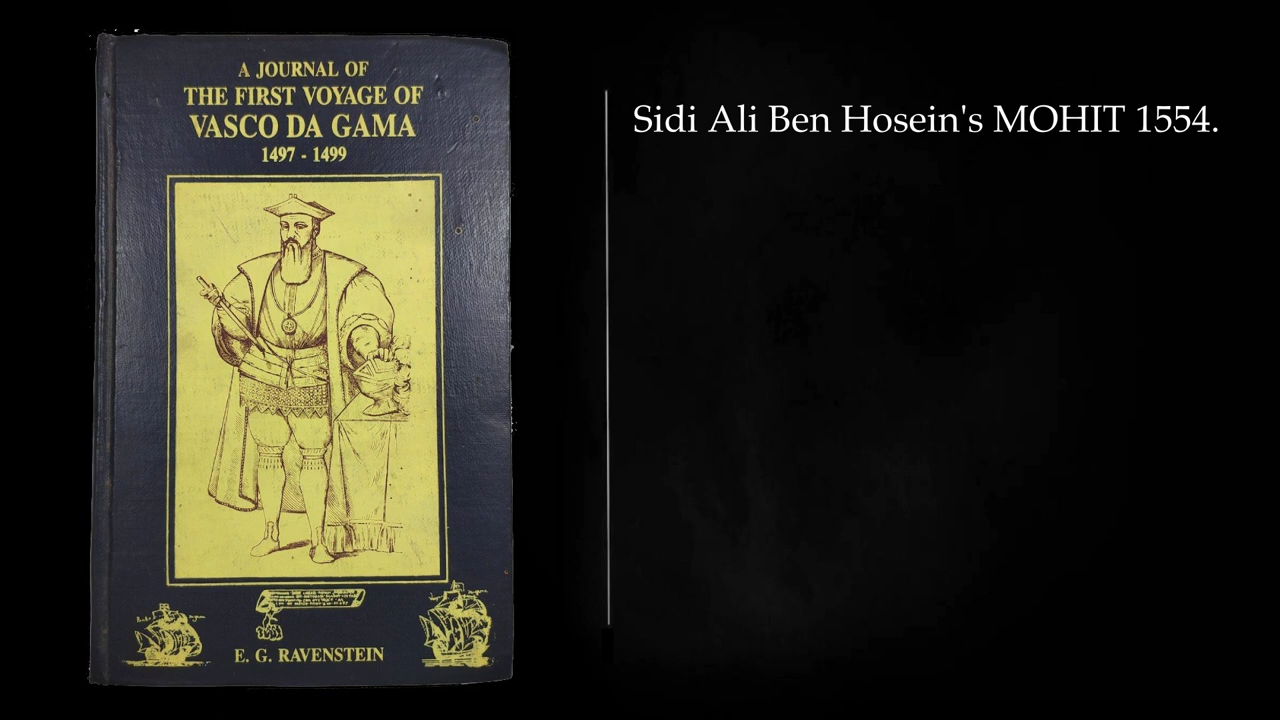 A JOURNAL OF
THE FIRST VOYAGE OF
VASCO DA GAMA
1497 - 1499
E. G. RAVENSTEIN
Sidi Ali Ben Hosein's MOHIT 1554.